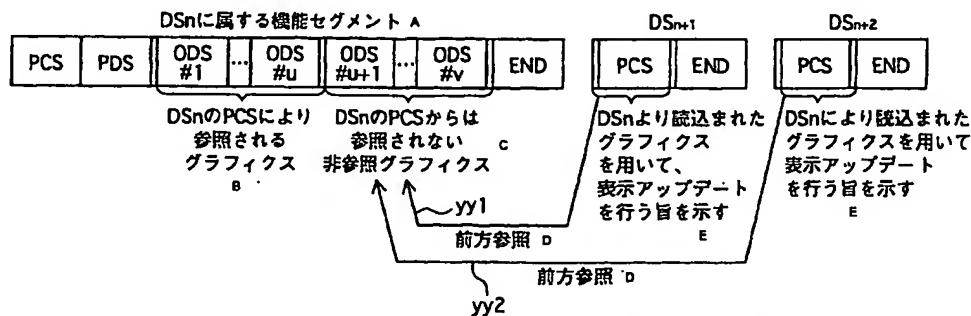 DSnに属する機能セグメント A
DSn+1
DSn+2
PCS
PDS
ODS
#1
...
ODS
#u
ODS
#u+1
...
ODS
#v
END
PCS
END
PCS
END
DSnのPCSにより
参照される
グラフィクス
B
DSnのPCSからは
参照されない
非参照グラフィクス
C
DSnより読込まれた
グラフィクス
を用いて、
表示アップデート
を行う旨を示す
E
DSnにより読込まれた
グラフィクスを用いて
表示アップデート
を行う旨を示す
E
yy1
前方参照 D
前方参照 D
yy2